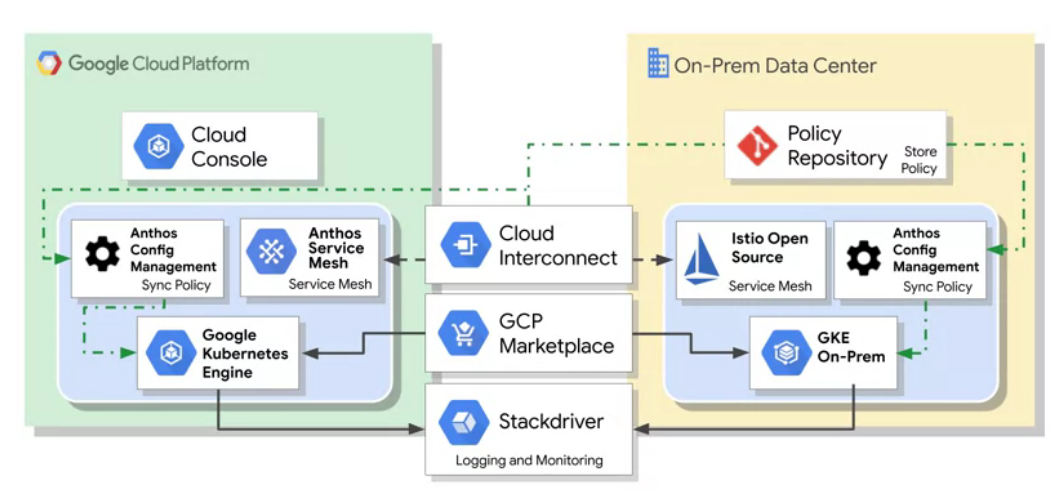 Google Cloud Platform
On-Prem Data Center
Cloud
Console
Policy
Repository
Store
Policy
Anthos
Config
Management
Sync Policy
Anthos
Service
Mesh
Service Mesh
Cloud
Interconnect
Istio Open
Source
Service Mesh
Anthos
Config
Management
Sync Policy
Google
Kubernetes
Engine
GCP
Marketplace
GKE
On-Prem
Stackdriver
Logging and Monitoring